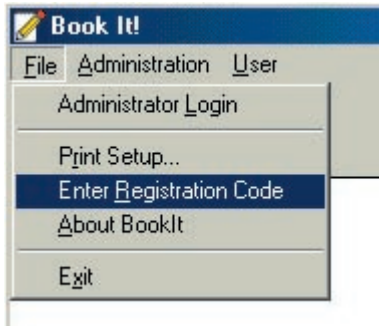 Book It!
File Administration User
Administrator Login
Print Setup...
Enter Registration Code
About BookIt
Exit